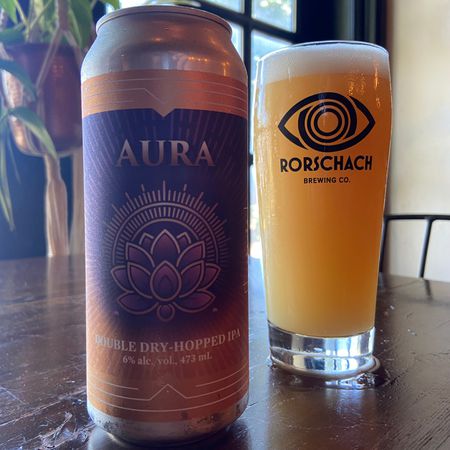 AURA
DOUBLE DRY-HOPPED IPA
6% alc. vol., 473 mL
RORSCHACH
BREWING CO.